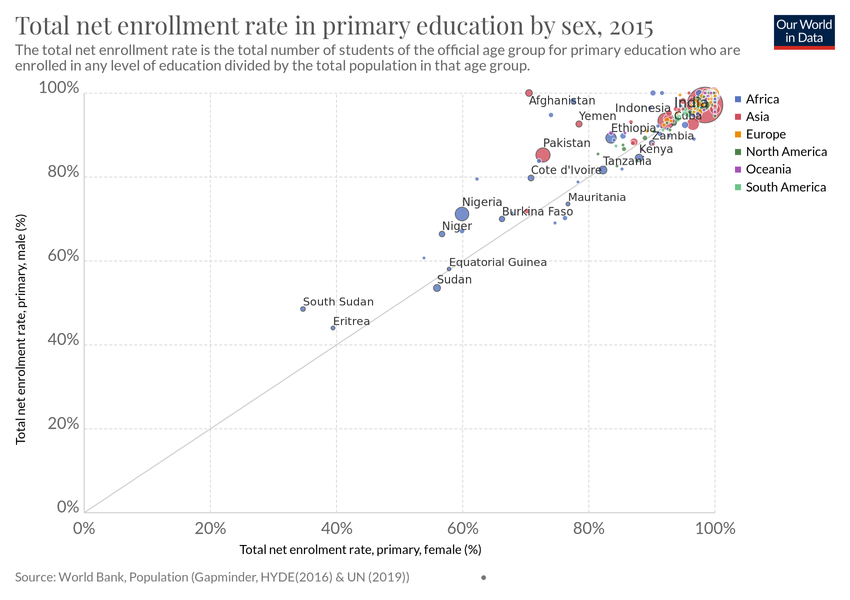 Total net enrollment rate in primary education by sex, 2015
Our World
in Data
The total net enrollment rate is the total number of students of the official age group for primary education who are
enrolled in any level of education divided by the total population in that age group.
100%
80%
60%
40%
20%
0%
Total net enrolment rate, primary, male (%)
Afghanistan
India
Indonesia
Cuba
Yemen
Ethiopia
Zambia
Pakistan
Kenya
Tanzania
Cote d'Ivoire
Mauritania
Nigeria
Burkina Faso
Niger
Equatorial Guinea
Sudan
South Sudan
Eritrea
Africa
Asia
Europe
North America
Oceania
South America
0%
20%
40%
60%
80%
100%
Total net enrolment rate, primary, female (%)
Source: World Bank, Population (Gapminder, HYDE(2016) & UN (2019))